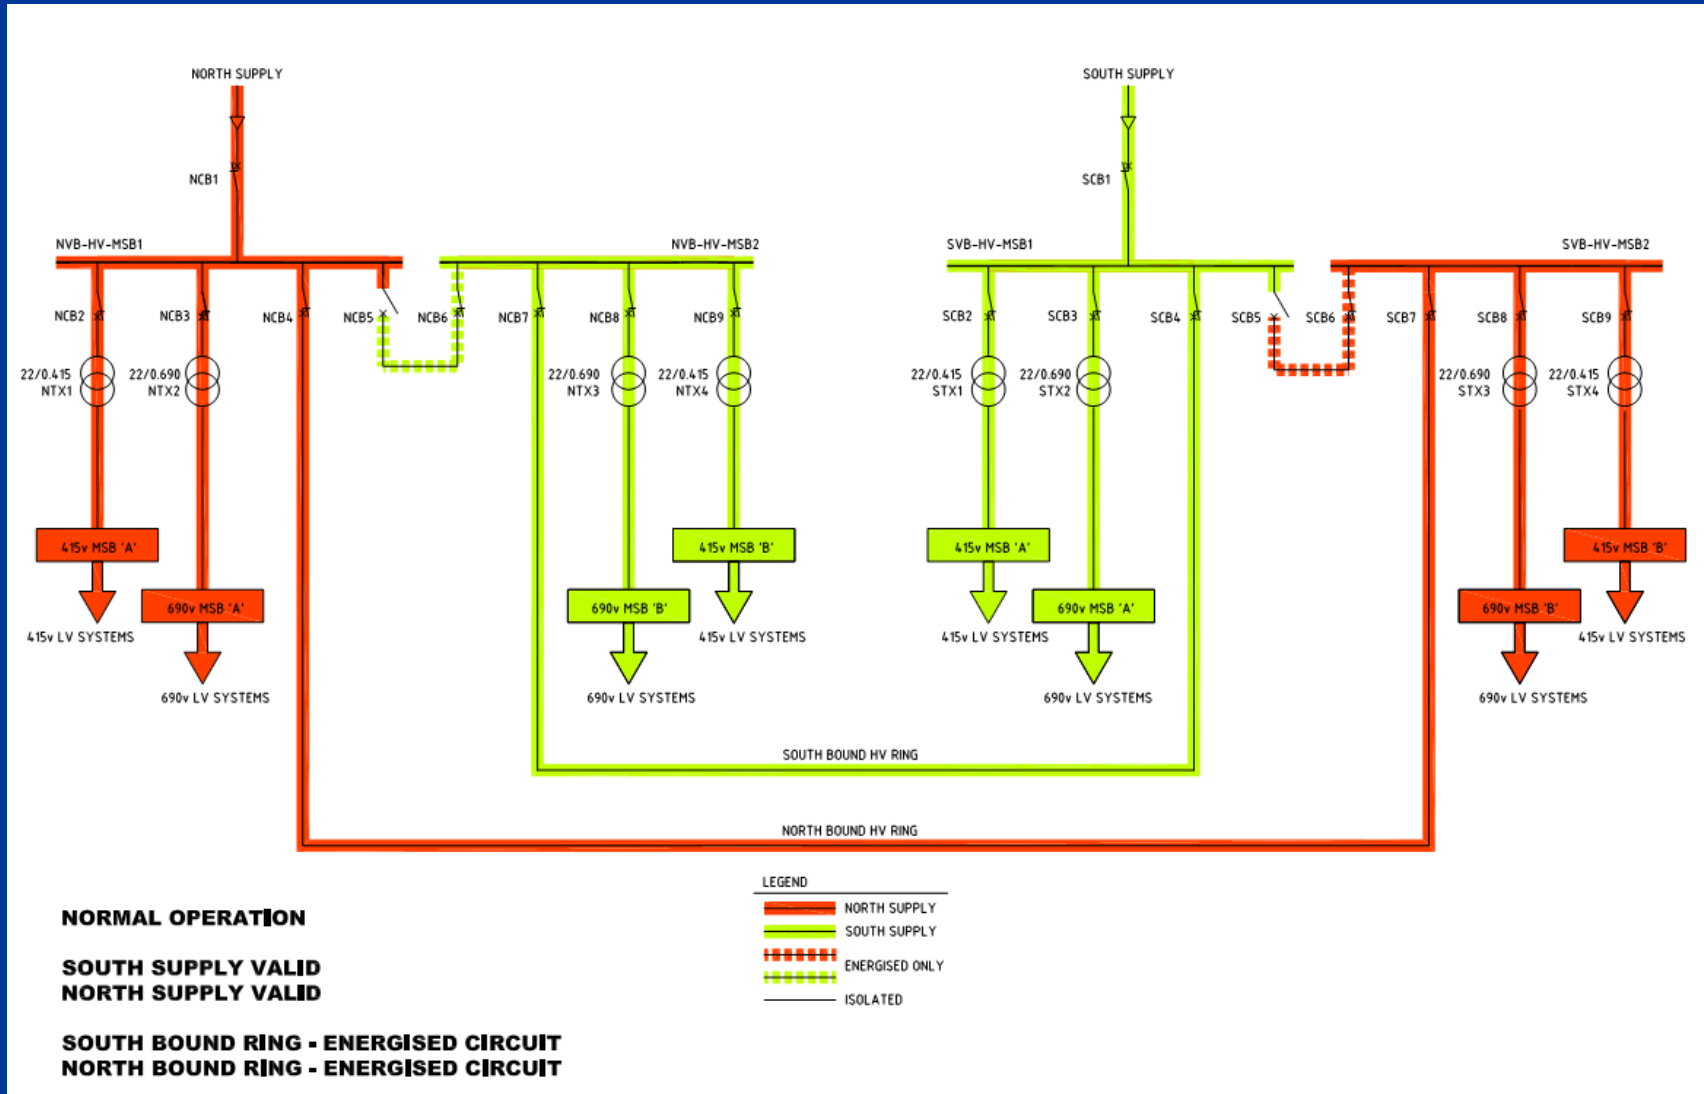 NORTH SUPPLY
SOUTH SUPPLY
NCB1
SCB1
NVB-HV-MSB1
NVB-HV-MSB2
SVB-HV-MSB1
SVB-HV-MSB2
NCB2
NCB3
NCB4
NCB5
NCB6
NCB7
NCB8
NCB9
SCB2
SCB3
SCB4
SCB5
SCB6
SCB7
SCB8
SCB9
22/0.415
NTX1
22/0.690
NTX2
22/0.690
NTX3
22/0.415
NTX4
22/0.415
STX1
22/0.690
STX2
22/0.690
STX3
22/0.415
STX4
415v MSB 'A'
415v MSB 'B'
415v MSB 'A'
415v MSB 'B'
690v MSB 'A'
690v MSB 'B'
690v MSB 'A'
690v MSB 'B'
415v LV SYSTEMS
415v LV SYSTEMS
415v LV SYSTEMS
415v LV SYSTEMS
690v LV SYSTEMS
690v LV SYSTEMS
690v LV SYSTEMS
690v LV SYSTEMS
SOUTH BOUND HV RING
NORTH BOUND HV RING
LEGEND
NORTH SUPPLY
SOUTH SUPPLY
ENERGISED ONLY
ISOLATED
NORMAL OPERATION
SOUTH SUPPLY VALID
NORTH SUPPLY VALID
SOUTH BOUND RING - ENERGISED CIRCUIT
NORTH BOUND RING - ENERGISED CIRCUIT